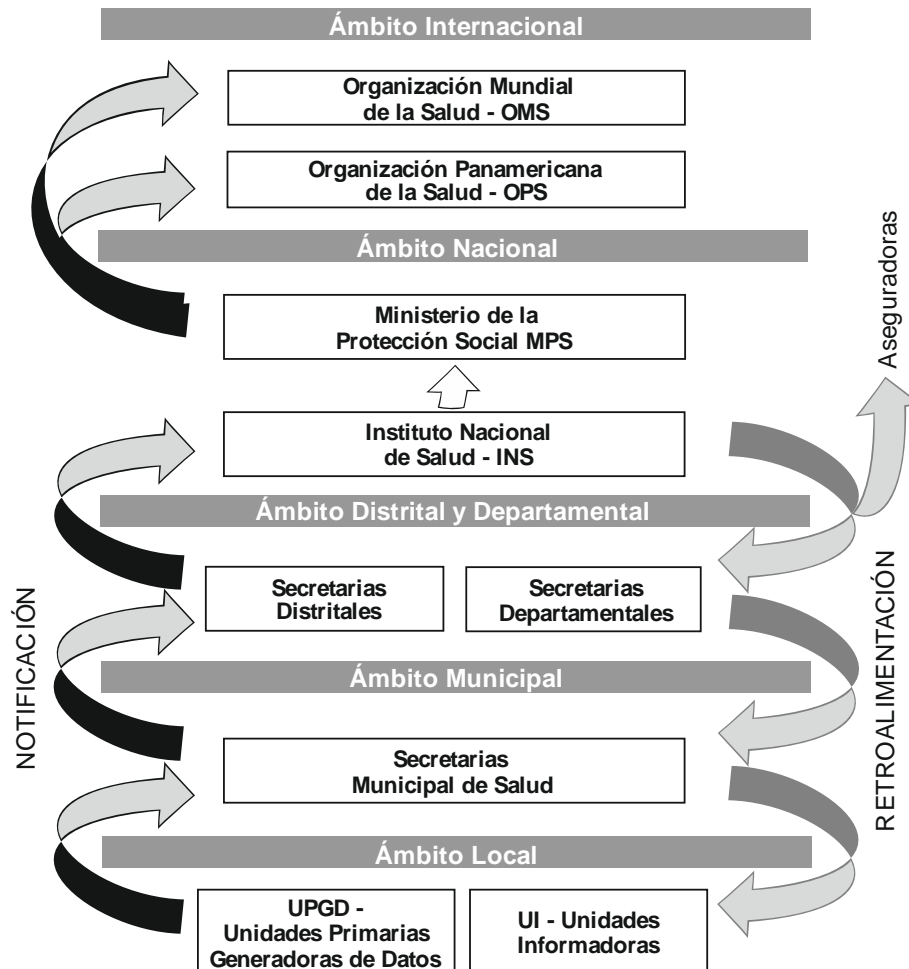 Ámbito Internacional
Organización Mundial
de la Salud - OMS
Organización Panamericana
de la Salud - OPS
Ámbito Nacional
Ministerio de la
Protección Social MPS
Aseguradoras
Instituto Nacional
de Salud - INS
Ámbito Distrital y Departamental
Secretarias
Distritales
Secretarias
Departamentales
NOTIFICACIÓN
RETROALIMENTACIÓN
Ámbito Municipal
Secretarias
Municipal de Salud
Ámbito Local
UPGD -
Unidades Primarias
Generadoras de Datos
UI - Unidades
Informadoras